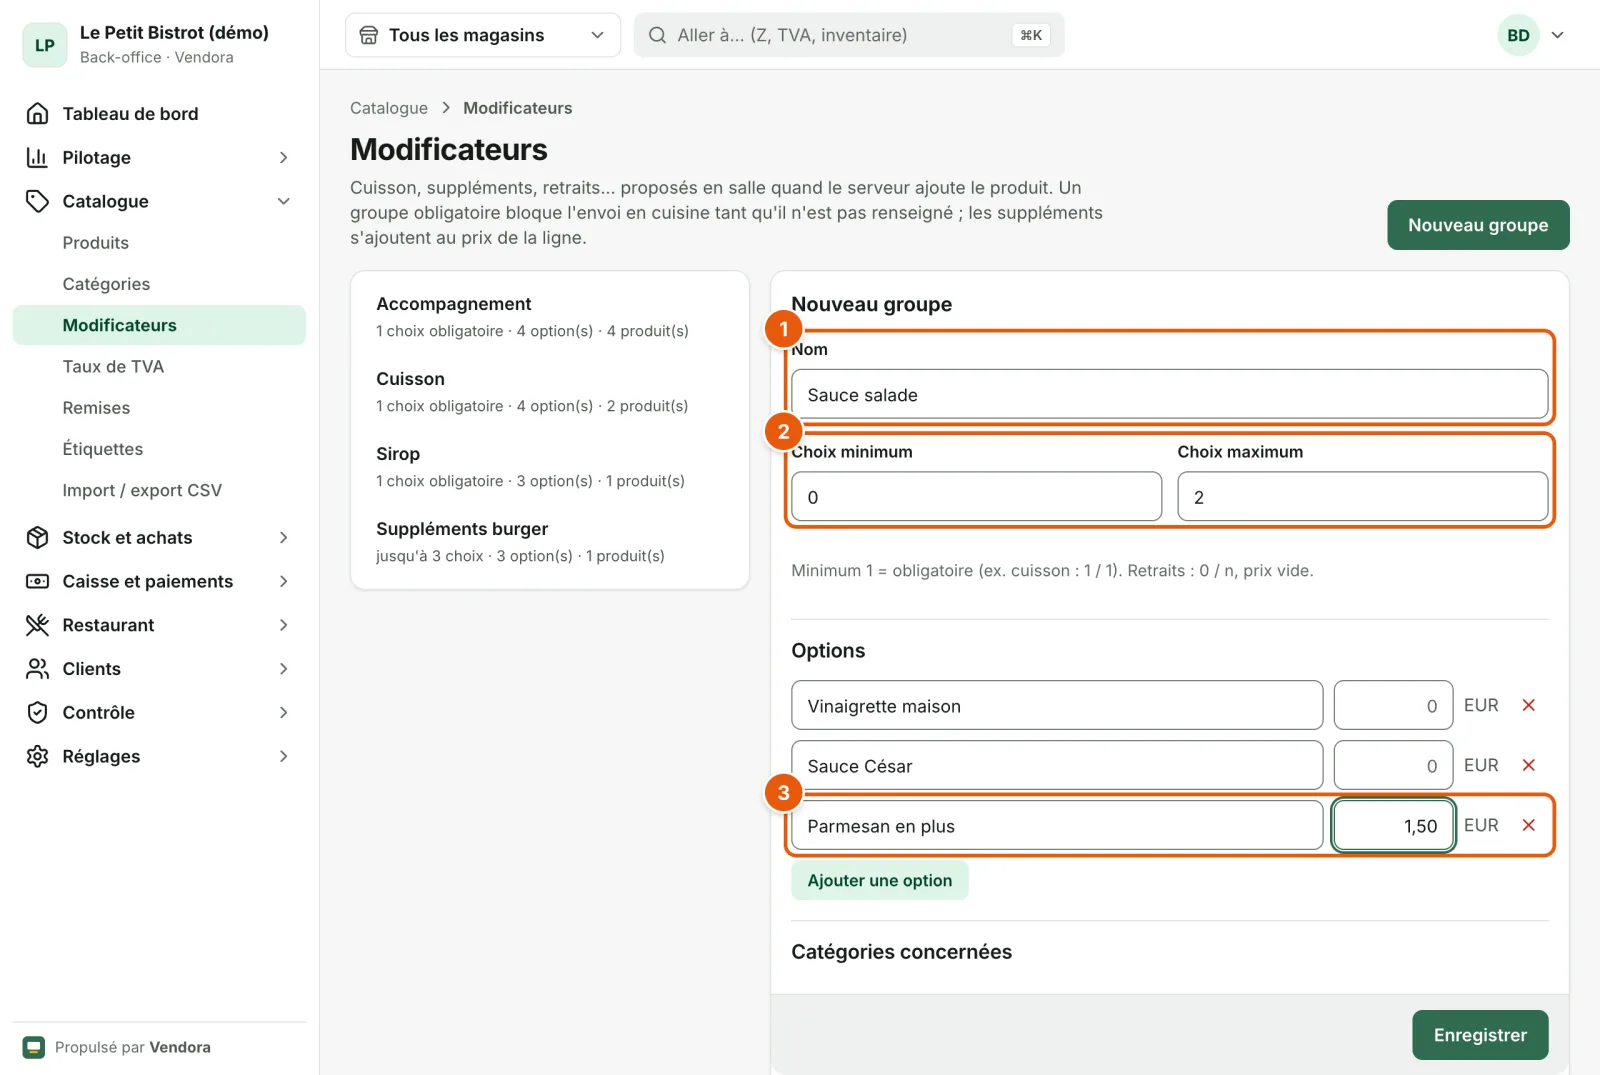 LP
Le Petit Bistrot (démo)
Back-office · Vendora
Tableau de bord
Pilotage
Catalogue
Produits
Catégories
Modificateurs
Taux de TVA
Remises
Étiquettes
Import / export CSV
Stock et achats
Caisse et paiements
Restaurant
Clients
Contrôle
Réglages
Propulsé par Vendora
Tous les magasins
Aller à... (Z, TVA, inventaire)
⌘K
BD
Catalogue > Modificateurs
Modificateurs
Cuisson, suppléments, retraits... proposés en salle quand le serveur ajoute le produit. Un
groupe obligatoire bloque l'envoi en cuisine tant qu'il n'est pas renseigné ; les suppléments
s'ajoutent au prix de la ligne.
Nouveau groupe
Accompagnement
1 choix obligatoire · 4 option(s) · 4 produit(s)
Cuisson
1 choix obligatoire · 4 option(s) · 2 produit(s)
Sirop
1 choix obligatoire · 3 option(s) · 1 produit(s)
Suppléments burger
jusqu'à 3 choix · 3 option(s) · 1 produit(s)
Nouveau groupe
1
Nom
Sauce salade
2
Choix minimum Choix maximum
0 2
Minimum 1 = obligatoire (ex. cuisson : 1 / 1). Retraits : 0 / n, prix vide.
Options
Vinaigrette maison 0 EUR
Sauce César 0 EUR
3
Parmesan en plus 1,50 EUR
Ajouter une option
Catégories concernées
Enregistrer